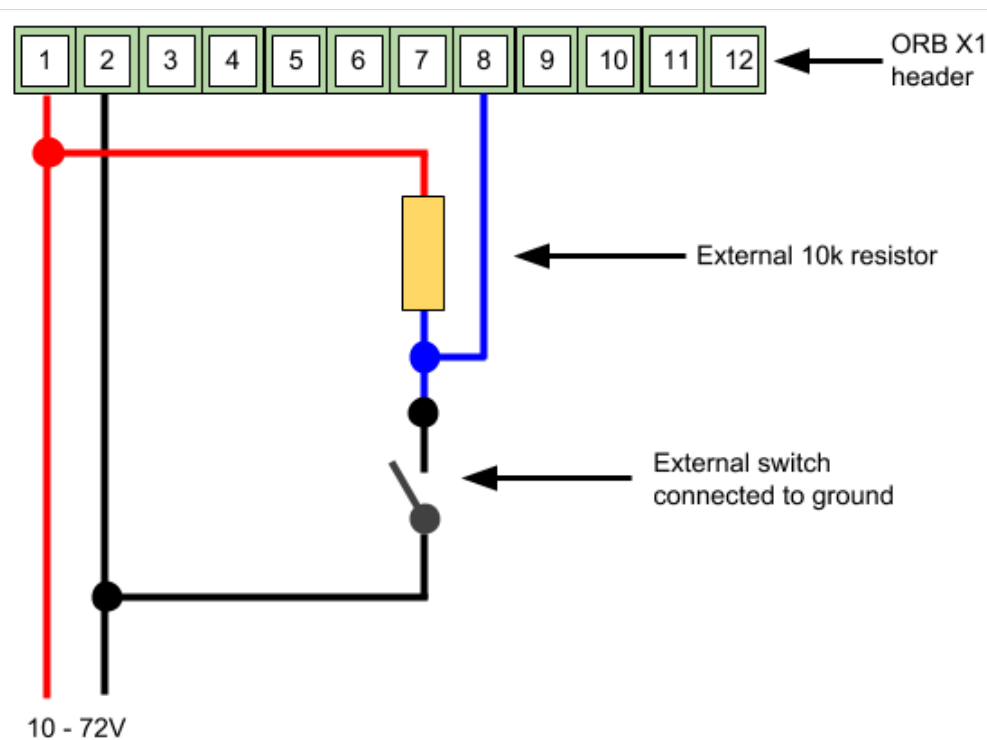 1 2 3 4 5 6 7 8 9 10 11 12
ORB X1
header
External 10k resistor
External switch
connected to ground
10 - 72V